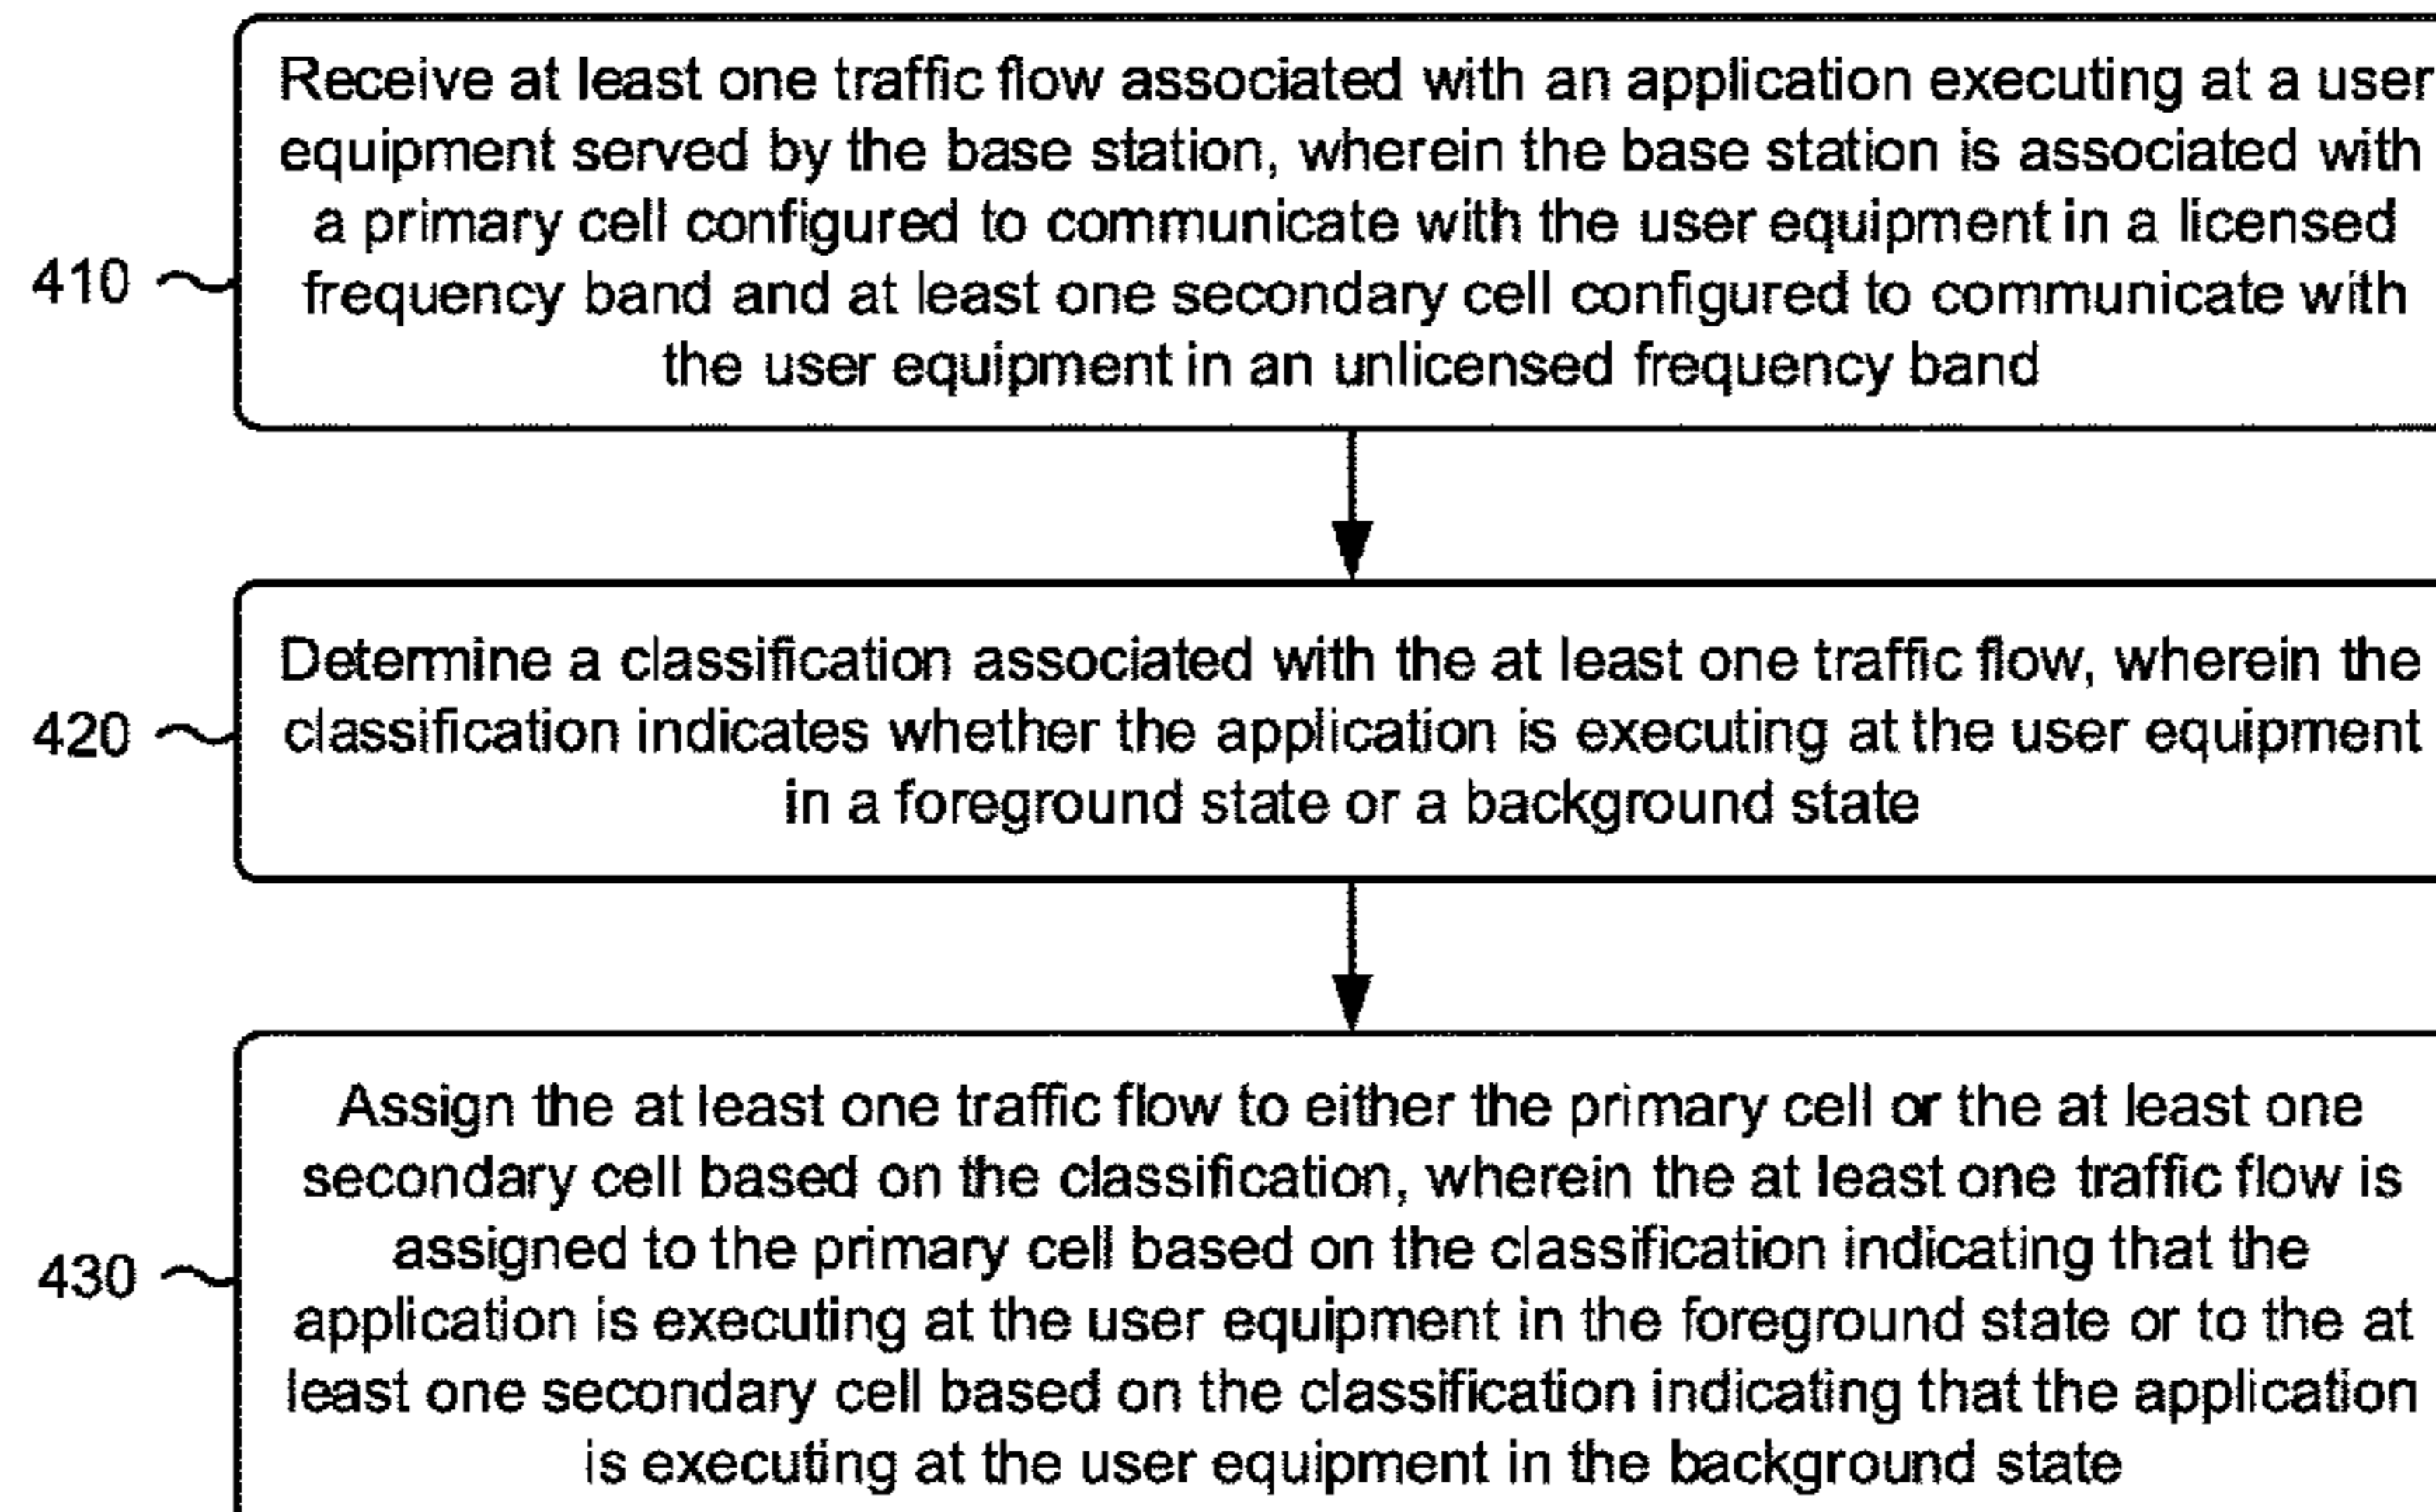 Receive at least one traffic flow associated with an application executing at a user
equipment served by the base station, wherein the base station is associated with
a primary cell configured to communicate with the user equipment in a licensed
410
frequency band and at least one secondary cell configured to communicate with
the user equipment in an unlicensed frequency band
Determine a classification associated with the at least one traffic flow, wherein the
420
classification indicates whether the application is executing at the user equipment
in a foreground state or a background state
Assign the at least one traffic flow to either the primary cell or the at least one
secondary cell based on the classification, wherein the at least one traffic flow is
assigned to the primary cell based on the classification indicating that the
430
application is executing at the user equipment in the foreground state or to the at
least one secondary cell based on the classification indicating that the application
is executing at the user equipment in the background state